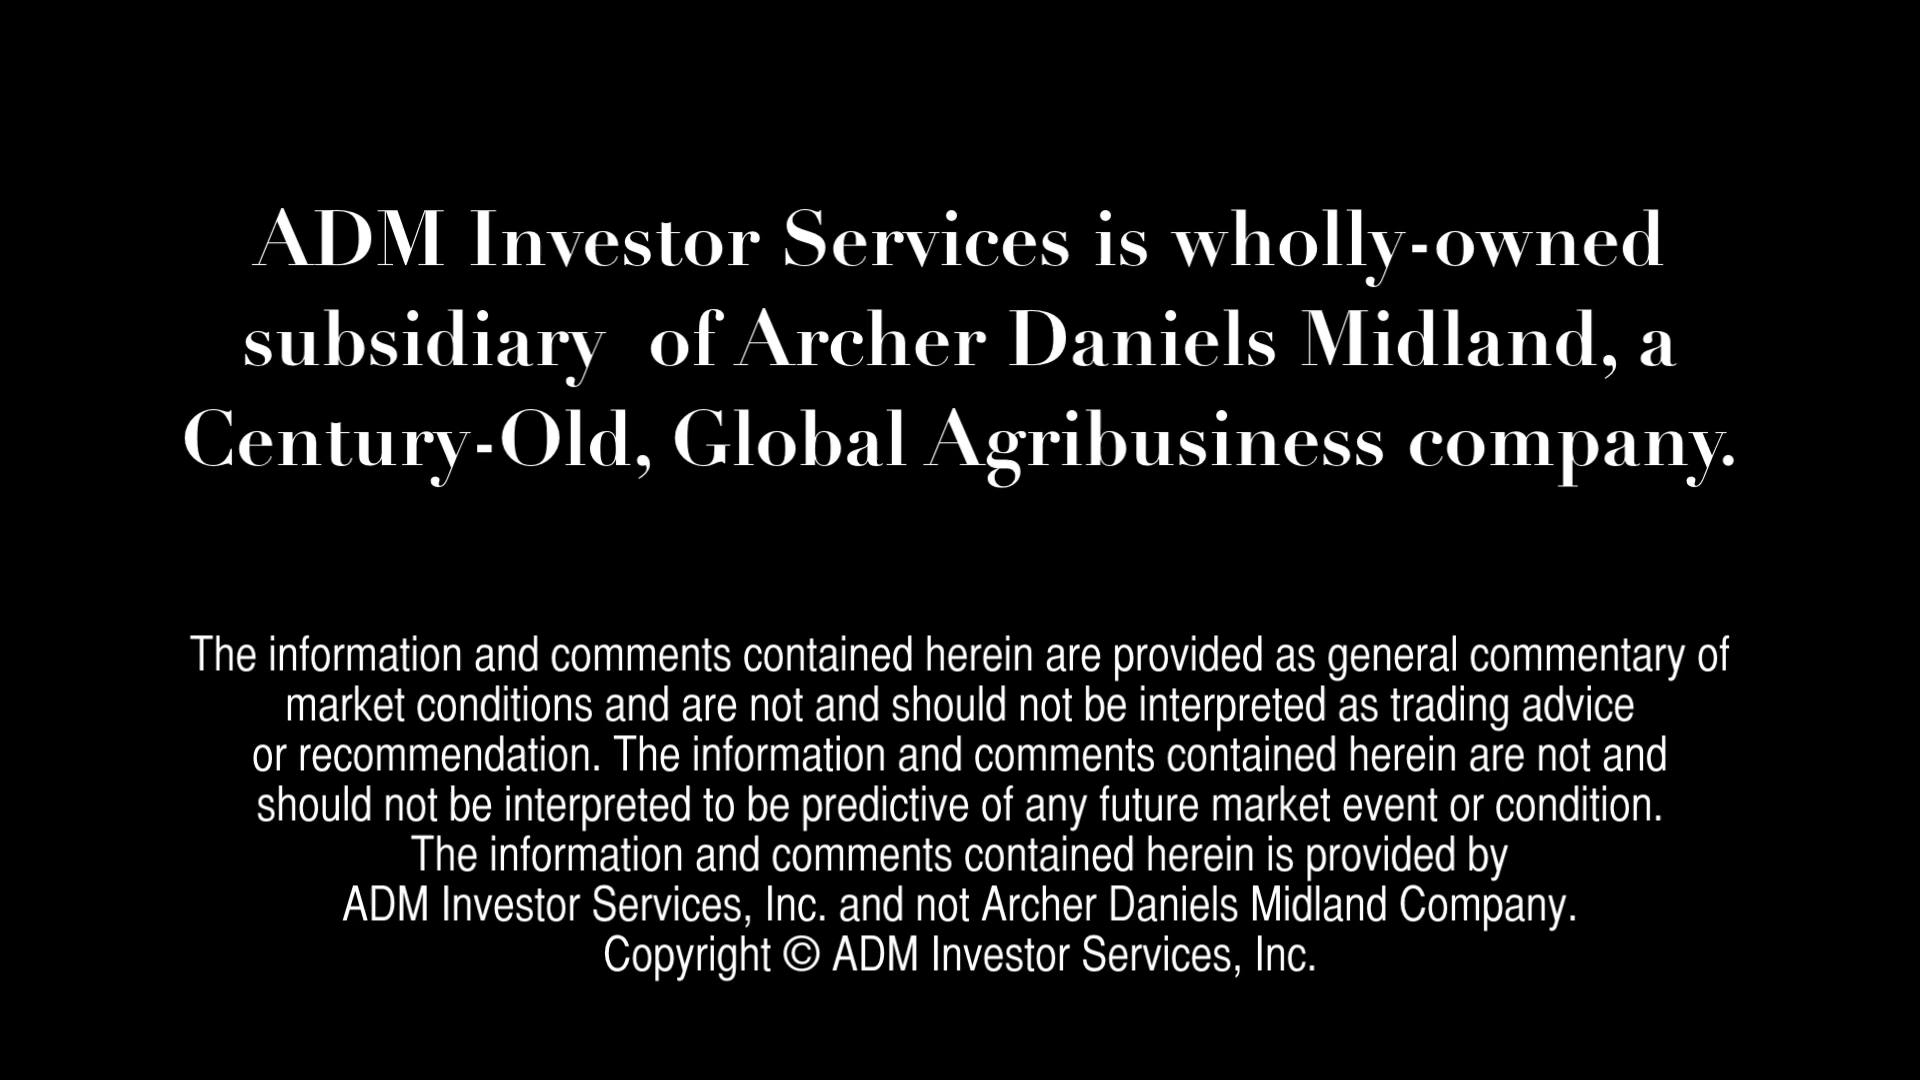 ADM Investor Services is wholly-owned
subsidiary  of Archer Daniels Midland, a
Century-Old, Global Agribusiness company.
The information and comments contained herein are provided as general commentary of
market conditions and are not and should not be interpreted as trading advice
or recommendation. The information and comments contained herein are not and
should not be interpreted to be predictive of any future market event or condition.
The information and comments contained herein is provided by
ADM Investor Services, Inc. and not Archer Daniels Midland Company.
Copyright © ADM Investor Services, Inc.